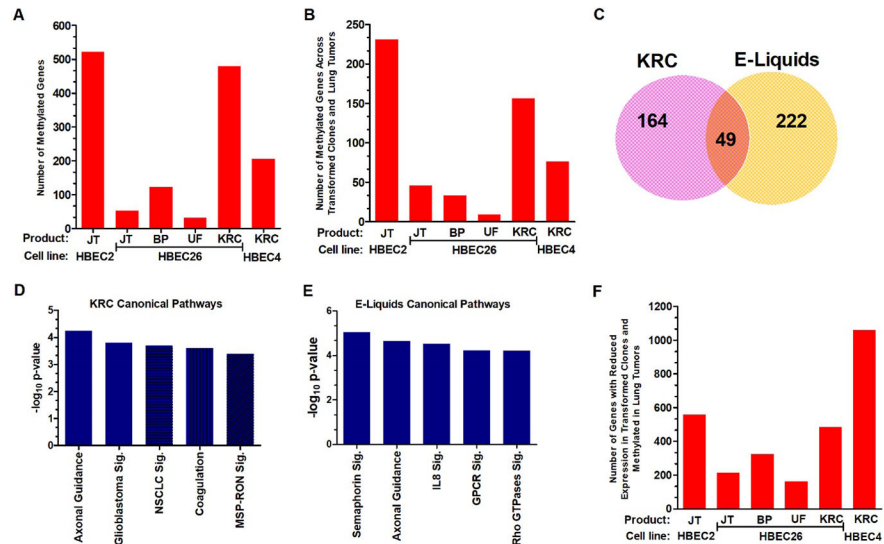 A
Number of Methylated Genes
600
500
400
300
200
100
0
Product: JT JT BP UF KRC KRC
Cell line: HBEC2 HBEC26 HBEC4
B
Number of Methylated Genes Across
Transformed Clones and Lung Tumors
250
200
150
100
50
0
Product: JT JT BP UF KRC KRC
Cell line: HBEC2 HBEC26 HBEC4
C
KRC E-Liquids
164 49 222
D
KRC Canonical Pathways
-log10 p-value
5
4
3
2
1
0
Axonal Guidance
Glioblastoma Sig.
NSCLC Sig.
Coagulation
MSP-RON Sig.
E
E-Liquids Canonical Pathways
-log10 p-value
6
4
2
0
Semaphorin Sig.
Axonal Guidance
IL8 Sig.
GPCR Sig.
Rho GTPases Sig.
F
Number of Genes with Reduced
Expression in Transformed Clones and
Methylated in Lung Tumors
1200
1000
800
600
400
200
0
Product: JT JT BP UF KRC KRC
Cell line: HBEC2 HBEC26 HBEC4